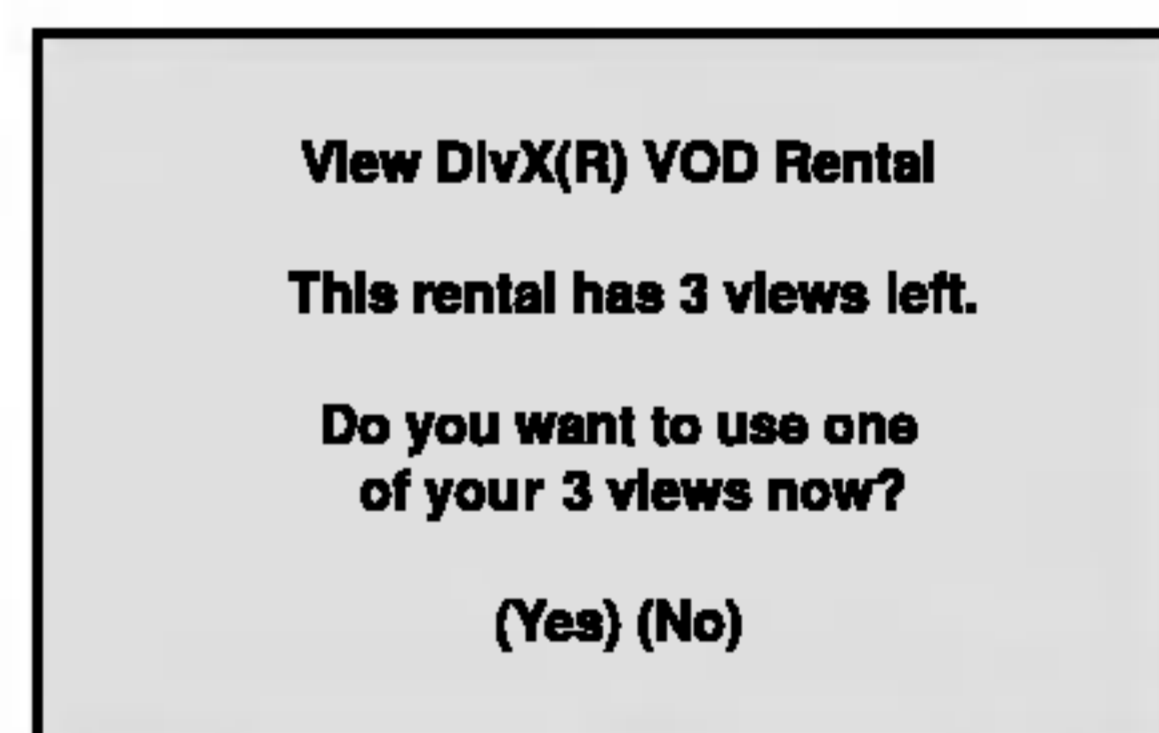 View DivX(R) VOD Rental
This rental has 3 views left.
Do you want to use one
of your 3 views now?
(Yes) (No)